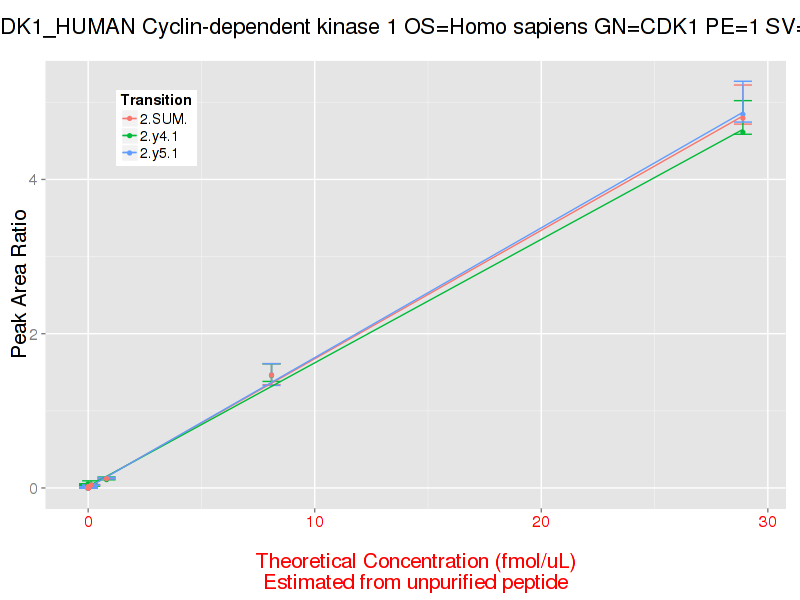 DK1_HUMAN Cyclin-dependent kinase 1 OS=Homo sapiens GN=CDK1 PE=1 SV=
Transition
2.SUM.
2.y4.1
2.y5.1
Peak Area Ratio
4
2
0
0 10 20 30
Theoretical Concentration (fmol/uL)
Estimated from unpurified peptide